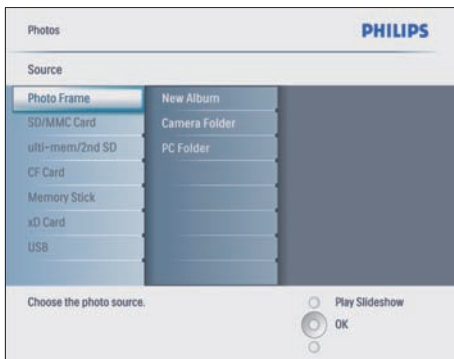 Photos
PHILIPS
Source
Photo Frame
New Album
SD/MMC Card
Camera Folder
ulti-mem/2nd SD
PC Folder
CF Card
Memory Stick
xD Card
USB
Choose the photo source.
Play Slideshow
OK